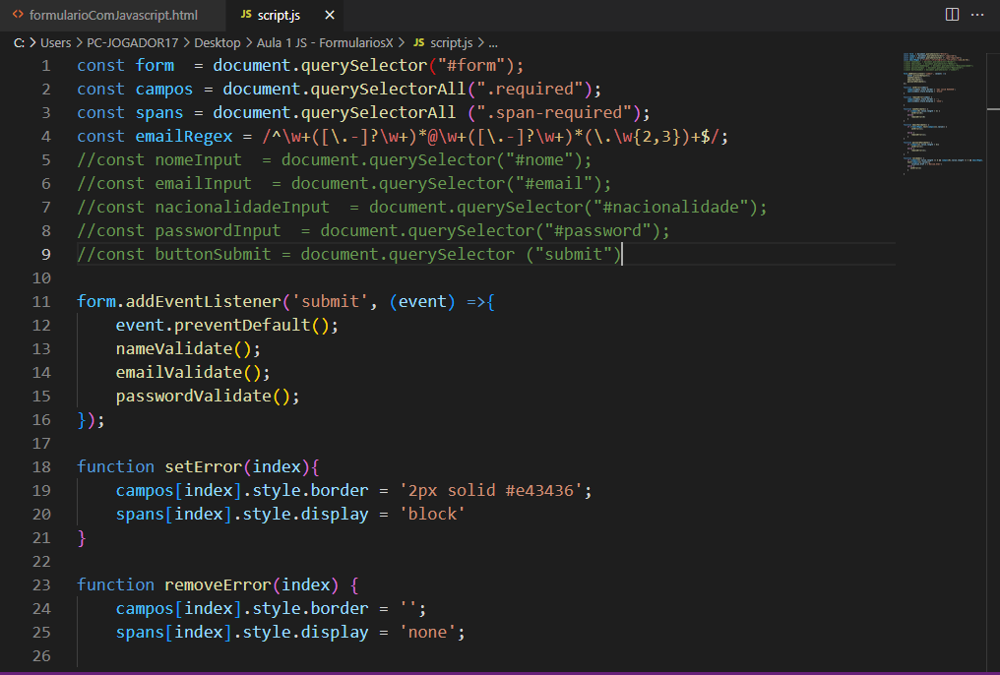 formularioComJavascript.html
JS script.js ×
C: > Users > PC-JOGADOR17 > Desktop > Aula 1 JS - FormulariosX > JS script.js > ...
1 const form  = document.querySelector("#form");
2 const campos = document.querySelectorAll(".required");
3 const spans = document.querySelectorAll (".span-required");
4 const emailRegex = /^\w+([\.-]?\w+)*@\w+([\.-]?\w+)*(\.\w{2,3})+$/;
5 //const nomeInput  = document.querySelector("#nome");
6 //const emailInput  = document.querySelector("#email");
7 //const nacionalidadeInput  = document.querySelector("#nacionalidade");
8 //const passwordInput  = document.querySelector("#password");
9 //const buttonSubmit = document.querySelector ("submit")
10
11 form.addEventListener('submit', (event) =>{
12     event.preventDefault();
13     nameValidate();
14     emailValidate();
15     passwordValidate();
16 });
17
18 function setError(index){
19     campos[index].style.border = '2px solid #e43436';
20     spans[index].style.display = 'block'
21 }
22
23 function removeError(index) {
24     campos[index].style.border = '';
25     spans[index].style.display = 'none';
26